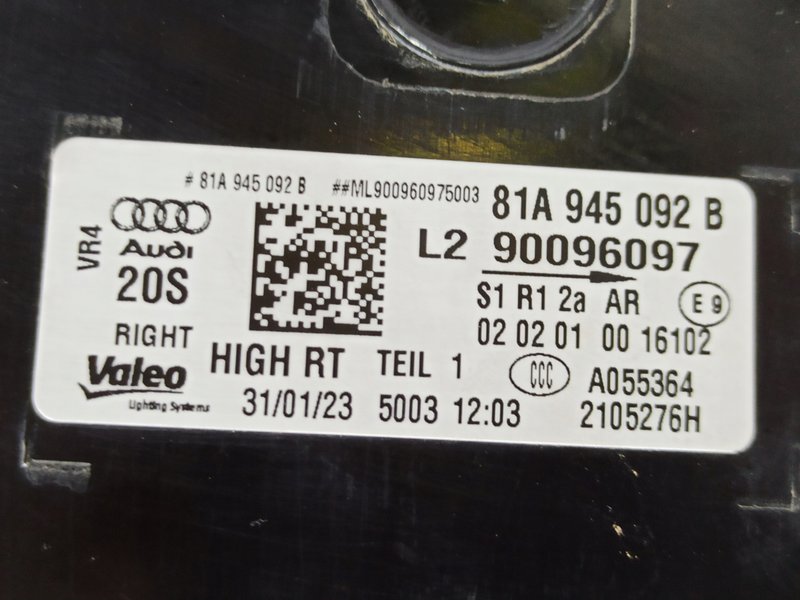 # 81A 945 092 B ##ML900960975003
81A 945 092 B
VR4
Audi
20S
L2 90096097
S1 R1 2a AR E 9
02 02 01 00 16102
RIGHT
HIGH RT TEIL 1 CCC A055364
Valeo
Lighting Systems
31/01/23 5003 12:03 2105276H